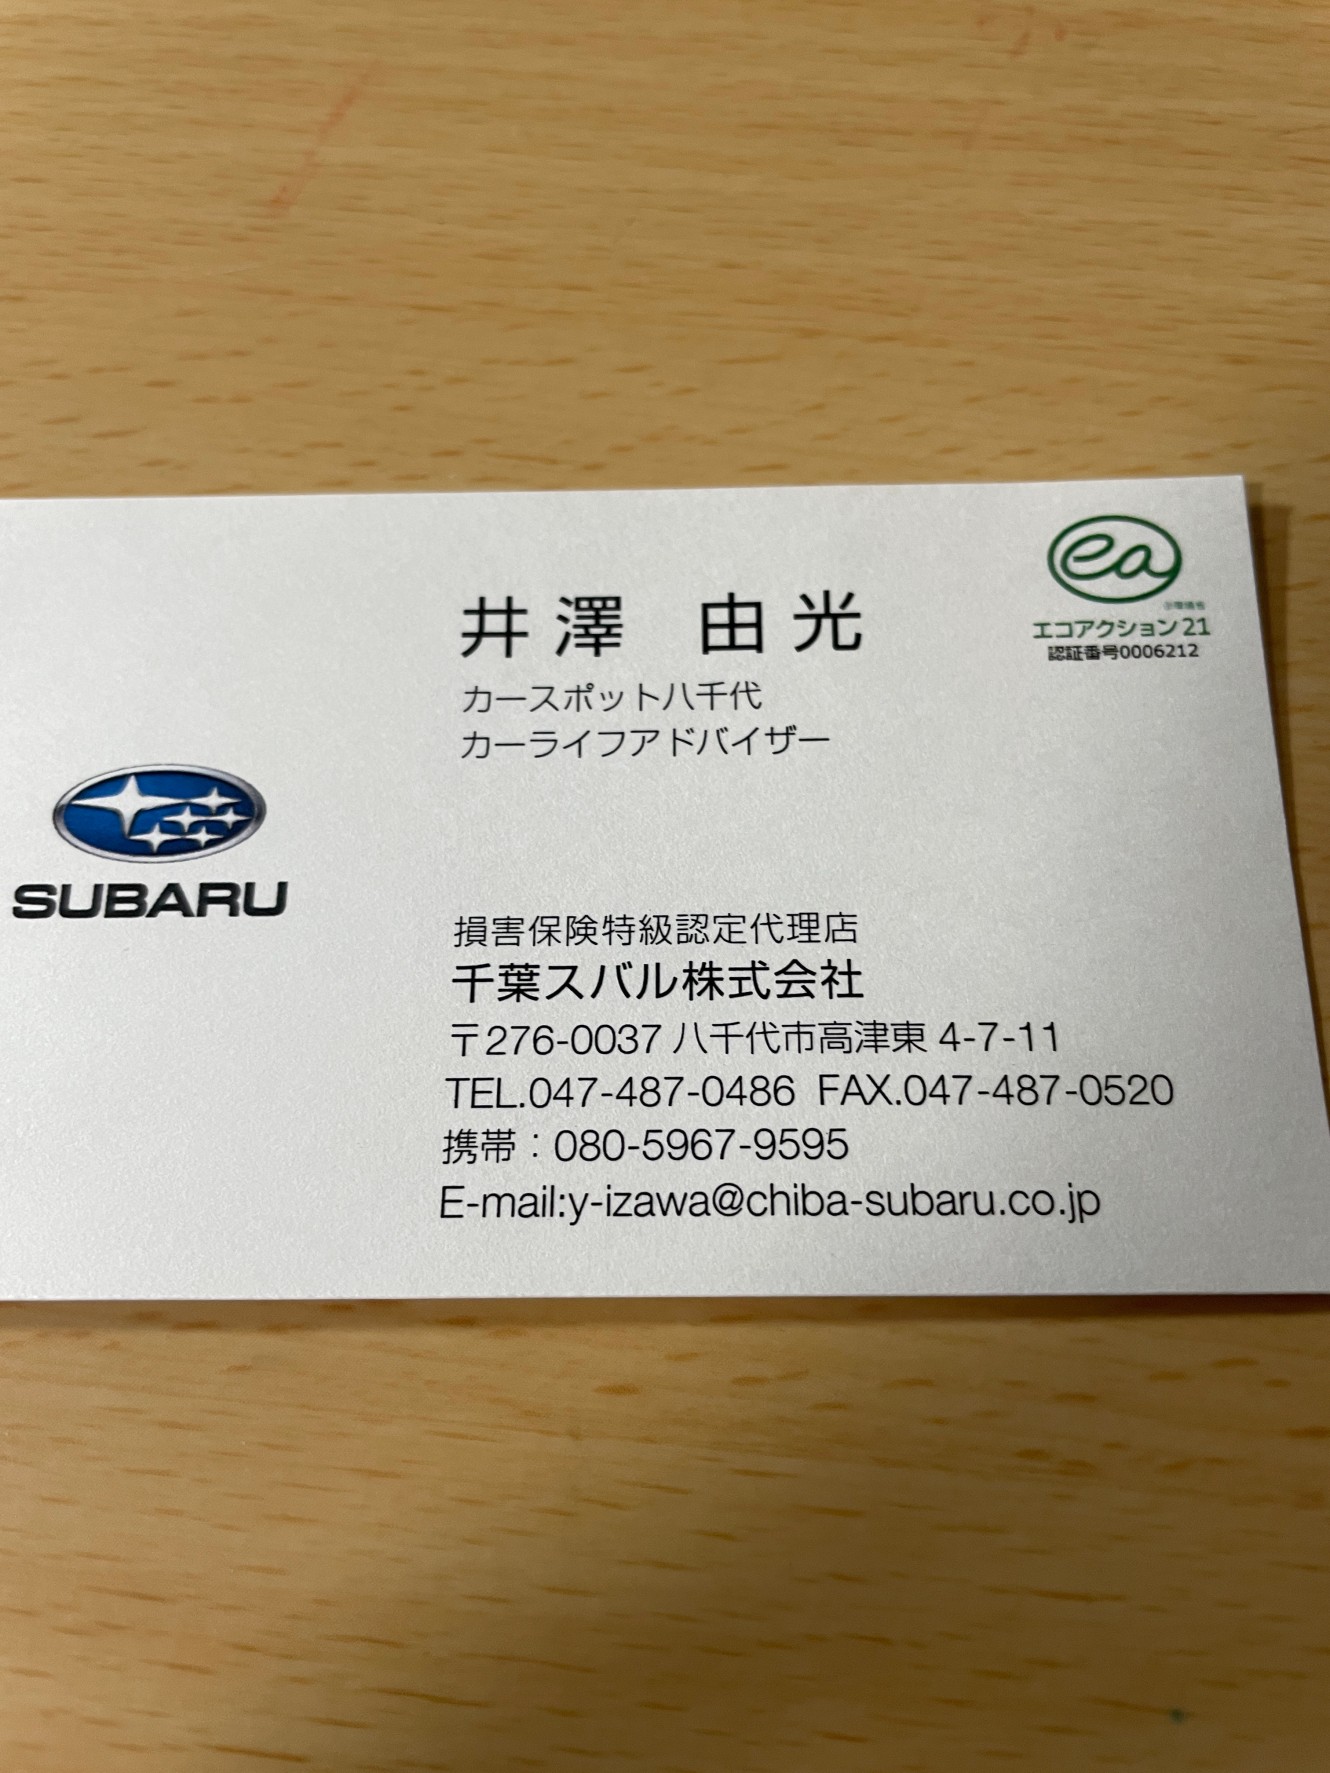 ea
エコアクション21
認証番号0006212
井澤 由光
カースポット八千代
カーライフアドバイザー
SUBARU
損害保険特級認定代理店
千葉スバル株式会社
〒276-0037 八千代市高津東 4-7-11
TEL.047-487-0486 FAX.047-487-0520
携帯：080-5967-9595
E-mail:y-izawa@chiba-subaru.co.jp